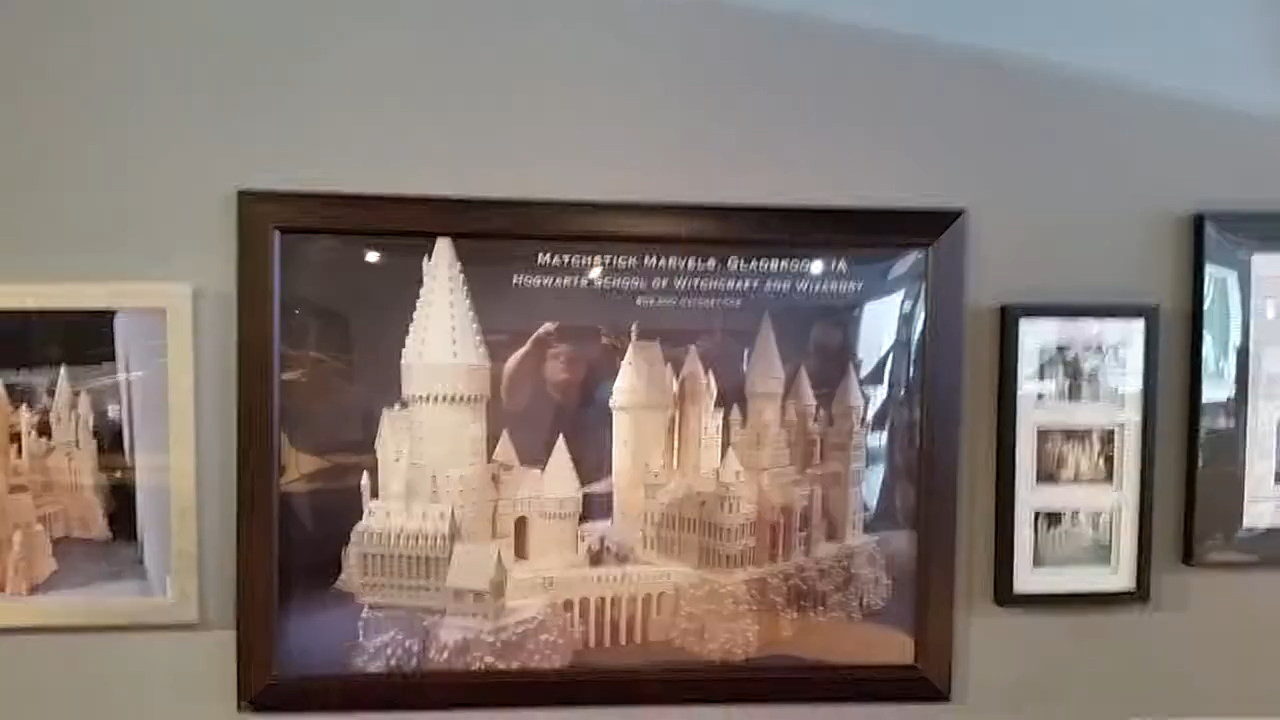 MATCHSTICK MARVELS, GLADBROOK, IA
HOGWARTS SCHOOL OF WITCHCRAFT AND WIZARDRY